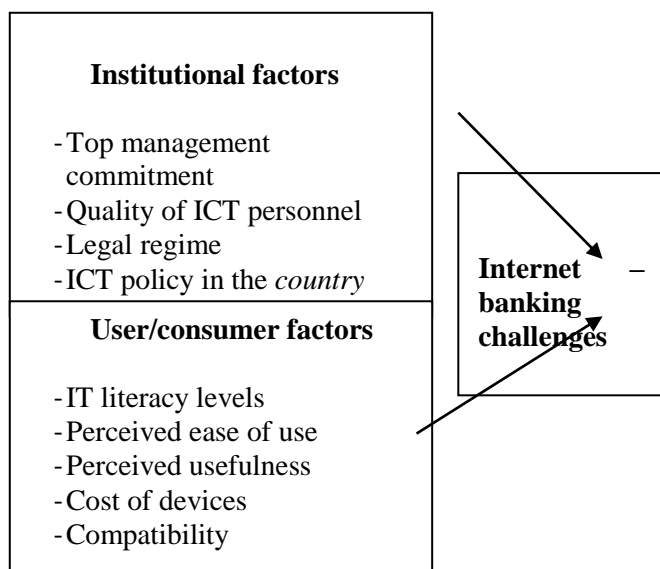 Institutional factors
-Top management
commitment
-Quality of ICT personnel
-Legal regime
-ICT policy in the country
User/consumer factors
-IT literacy levels
-Perceived ease of use
-Perceived usefulness
-Cost of devices
-Compatibility
Internet –
banking
challenges